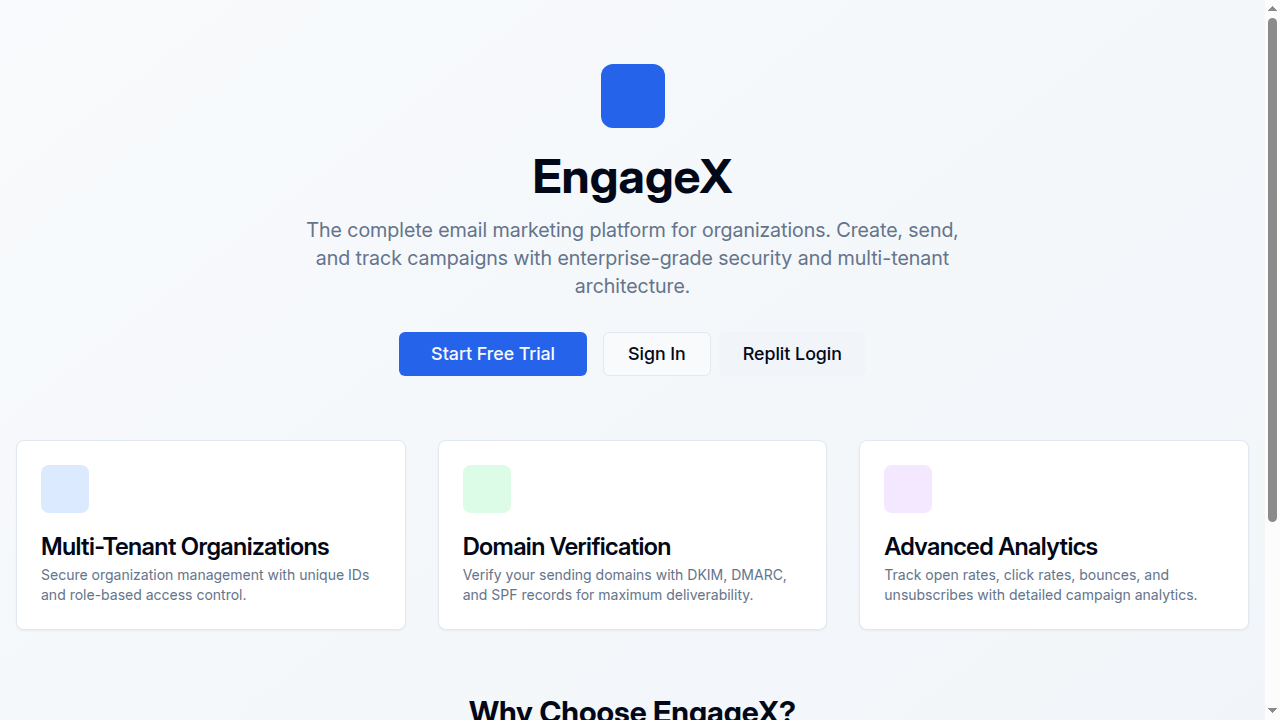 EngageX
The complete email marketing platform for organizations. Create, send,
and track campaigns with enterprise-grade security and multi-tenant
architecture.
Start Free Trial
Sign In
Replit Login
Multi-Tenant Organizations
Secure organization management with unique IDs
and role-based access control.
Domain Verification
Verify your sending domains with DKIM, DMARC,
and SPF records for maximum deliverability.
Advanced Analytics
Track open rates, click rates, bounces, and
unsubscribes with detailed campaign analytics.
Why Choose EngageX?